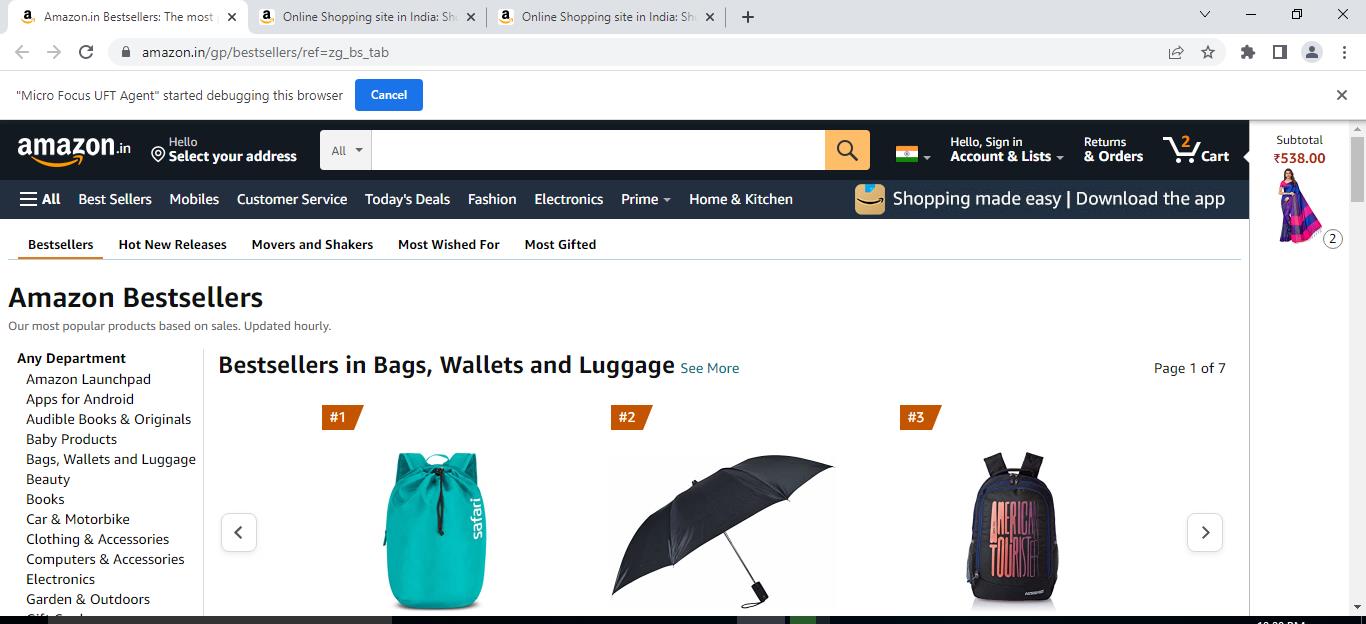 Amazon.in Bestsellers: The most
Online Shopping site in India: Sh
Online Shopping site in India: Sh
amazon.in/gp/bestsellers/ref=zg_bs_tab
"Micro Focus UFT Agent" started debugging this browser
Cancel
amazon.in
Hello
Select your address
All
Hello, Sign in
Account & Lists
Returns
& Orders
2
Cart
Subtotal
₹538.00
2
All
Best Sellers
Mobiles
Customer Service
Today's Deals
Fashion
Electronics
Prime
Home & Kitchen
Shopping made easy | Download the app
Bestsellers
Hot New Releases
Movers and Shakers
Most Wished For
Most Gifted
Amazon Bestsellers
Our most popular products based on sales. Updated hourly.
Any Department
Amazon Launchpad
Apps for Android
Audible Books & Originals
Baby Products
Bags, Wallets and Luggage
Beauty
Books
Car & Motorbike
Clothing & Accessories
Computers & Accessories
Electronics
Garden & Outdoors
Bestsellers in Bags, Wallets and Luggage See More
Page 1 of 7
#1
#2
#3
safari
AMERICAN
TOURISTER